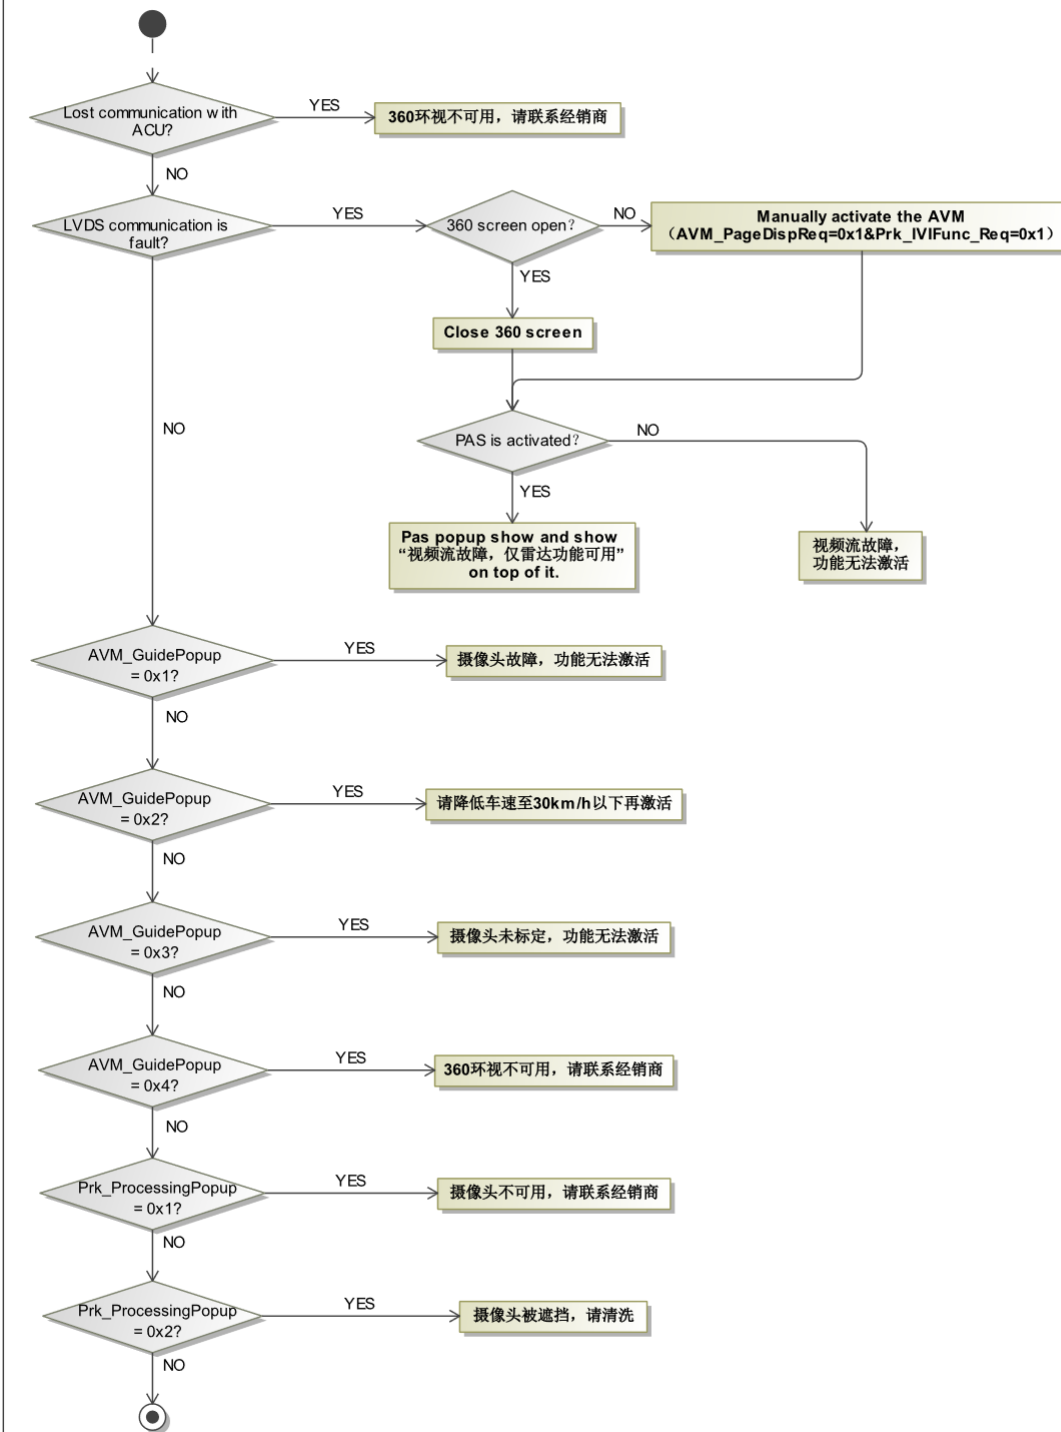 Lost communication with
ACU?
YES
360环视不可用，请联系经销商
NO
LVDS communication is
fault?
YES
360 screen open？
NO
Manually activate the AVM
（AVM_PageDispReq=0x1&Prk_IVIFunc_Req=0x1）
YES
Close 360 screen
NO
PAS is activated？
NO
YES
Pas popup show and show
“视频流故障，仅雷达功能可用”
on top of it.
视频流故障，
功能无法激活
AVM_GuidePopup
= 0x1?
YES
摄像头故障，功能无法激活
NO
AVM_GuidePopup
= 0x2?
YES
请降低车速至30km/h以下再激活
NO
AVM_GuidePopup
= 0x3?
YES
摄像头未标定，功能无法激活
NO
AVM_GuidePopup
= 0x4?
YES
360环视不可用，请联系经销商
NO
Prk_ProcessingPopup
= 0x1?
YES
摄像头不可用，请联系经销商
NO
Prk_ProcessingPopup
= 0x2?
YES
摄像头被遮挡，请清洗
NO